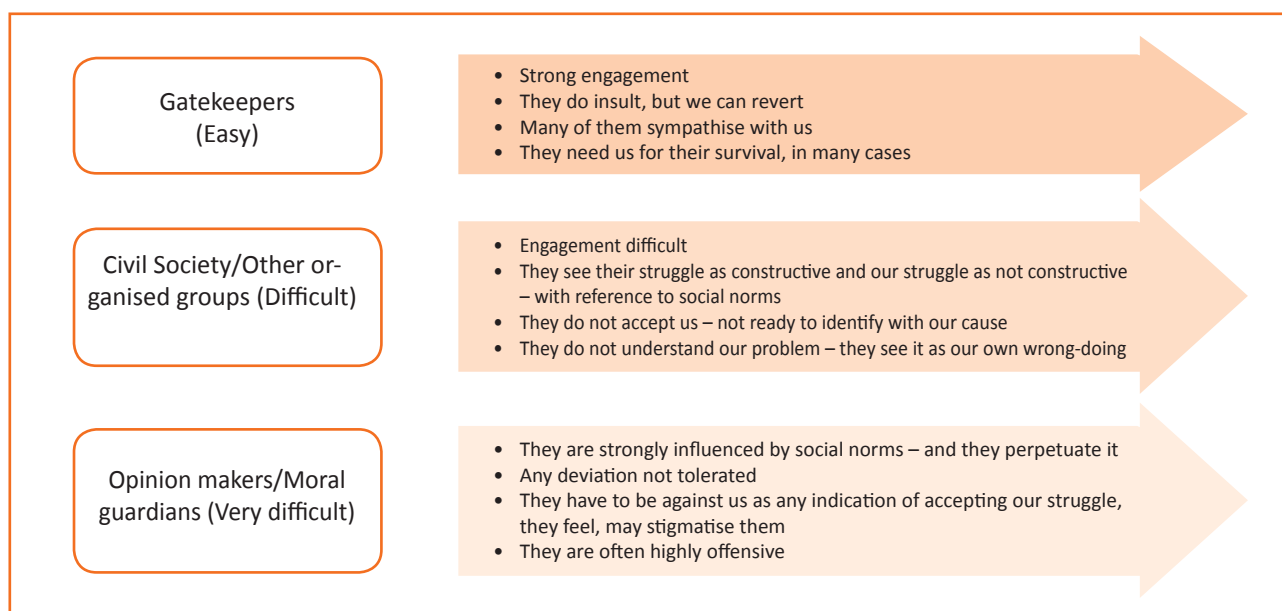 Gatekeepers
(Easy)
• Strong engagement
• They do insult, but we can revert
• Many of them sympathise with us
• They need us for their survival, in many cases
Civil Society/Other or-
ganised groups (Difficult)
• Engagement difficult
• They see their struggle as constructive and our struggle as not constructive
– with reference to social norms
• They do not accept us – not ready to identify with our cause
• They do not understand our problem – they see it as our own wrong-doing
Opinion makers/Moral
guardians (Very difficult)
• They are strongly influenced by social norms – and they perpetuate it
• Any deviation not tolerated
• They have to be against us as any indication of accepting our struggle,
they feel, may stigmatise them
• They are often highly offensive